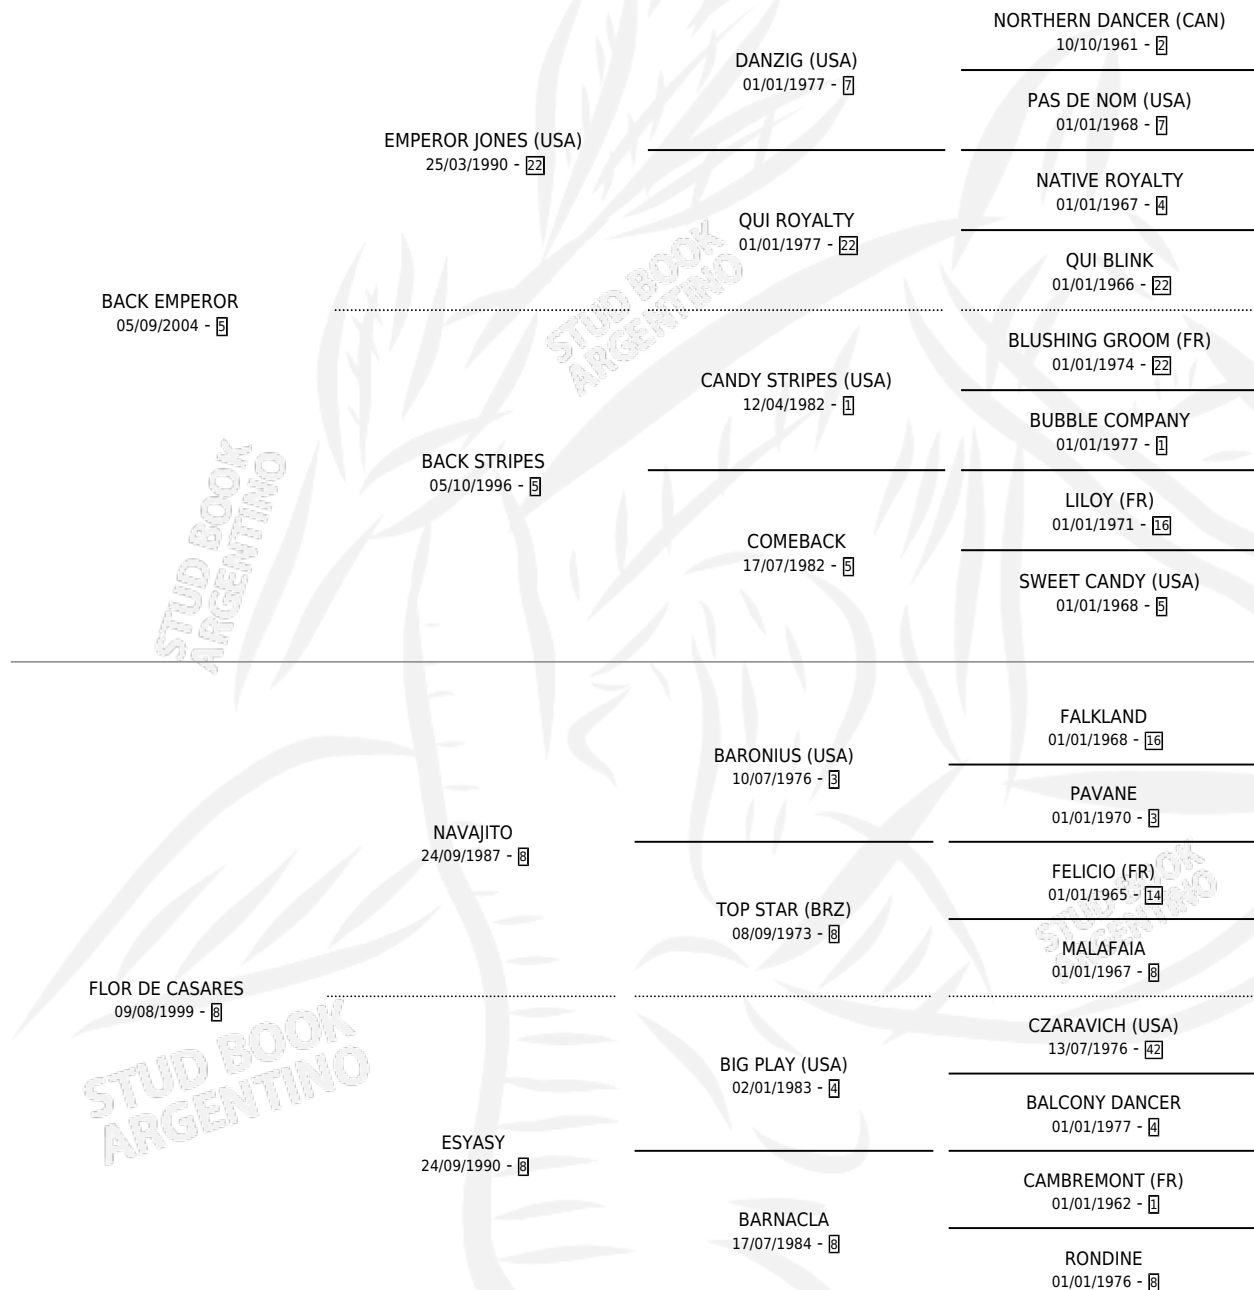 NORTHERN DANCER (CAN)
10/10/1961 - 2
DANZIG (USA)
01/01/1977 - 7
PAS DE NOM (USA)
01/01/1968 - 7
EMPEROR JONES (USA)
25/03/1990 - 22
NATIVE ROYALTY
01/01/1967 - 4
QUI ROYALTY
01/01/1977 - 22
QUI BLINK
01/01/1966 - 22
BACK EMPEROR
05/09/2004 - 5
BLUSHING GROOM (FR)
01/01/1974 - 22
CANDY STRIPES (USA)
12/04/1982 - 1
BUBBLE COMPANY
01/01/1977 - 1
BACK STRIPES
05/10/1996 - 5
LILOY (FR)
01/01/1971 - 16
COMEBACK
17/07/1982 - 5
SWEET CANDY (USA)
01/01/1968 - 5
STUD BOOK
ARGENTINO
STUD BOOK
ARGENTINO
FALKLAND
01/01/1968 - 16
BARONIUS (USA)
10/07/1976 - 3
PAVANE
01/01/1970 - 3
NAVAJITO
24/09/1987 - 8
FELICIO (FR)
01/01/1965 - 14
TOP STAR (BRZ)
08/09/1973 - 8
MALAFAIA
01/01/1967 - 8
FLOR DE CASARES
09/08/1999 - 8
CZARAVICH (USA)
13/07/1976 - 42
BIG PLAY (USA)
02/01/1983 - 4
BALCONY DANCER
01/01/1977 - 4
ESYASY
24/09/1990 - 8
CAMBREMONT (FR)
01/01/1962 - 1
BARNACLA
17/07/1984 - 8
RONDINE
01/01/1976 - 8
STUD BOOK
ARGENTINO
STUD BOOK
ARGENTINO